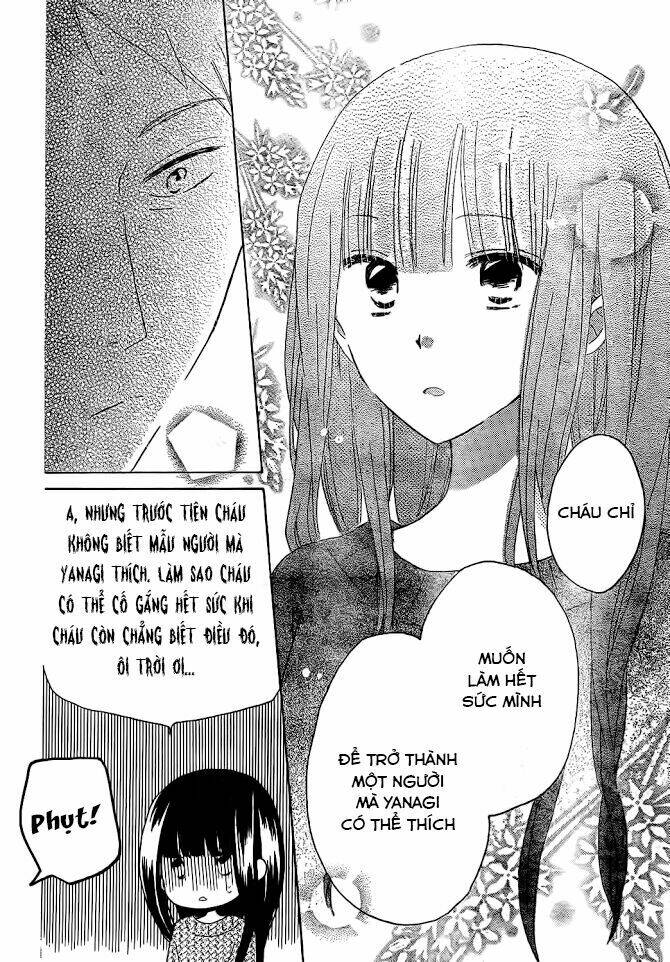 CHÁU CHỈ
MUỐN
LÀM HẾT
SỨC MÌNH
ĐỂ TRỞ THÀNH
MỘT NGƯỜI
MÀ YANAGI
CÓ THỂ THÍCH
A, NHƯNG TRƯỚC TIÊN CHÁU
KHÔNG BIẾT MẪU NGƯỜI MÀ
YANAGI THÍCH. LÀM SAO CHÁU
CÓ THỂ CỐ GẮNG HẾT SỨC KHI
CHÁU CÒN CHẲNG BIẾT ĐIỀU ĐÓ,
ÔI TRỜI ƠI...
Phụt!